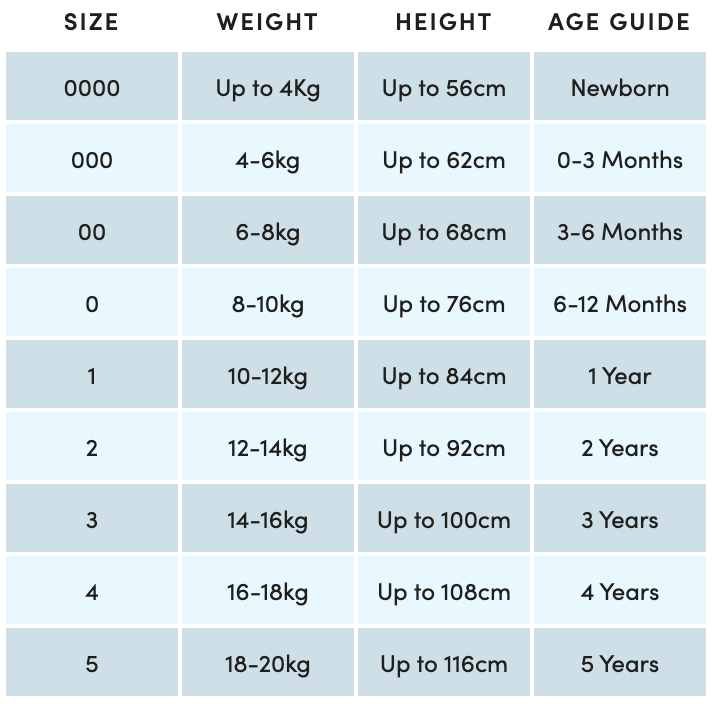 SIZE WEIGHT HEIGHT AGE GUIDE
0000 Up to 4Kg Up to 56cm Newborn
000 4-6kg Up to 62cm 0-3 Months
00 6-8kg Up to 68cm 3-6 Months
0 8-10kg Up to 76cm 6-12 Months
1 10-12kg Up to 84cm 1 Year
2 12-14kg Up to 92cm 2 Years
3 14-16kg Up to 100cm 3 Years
4 16-18kg Up to 108cm 4 Years
5 18-20kg Up to 116cm 5 Years